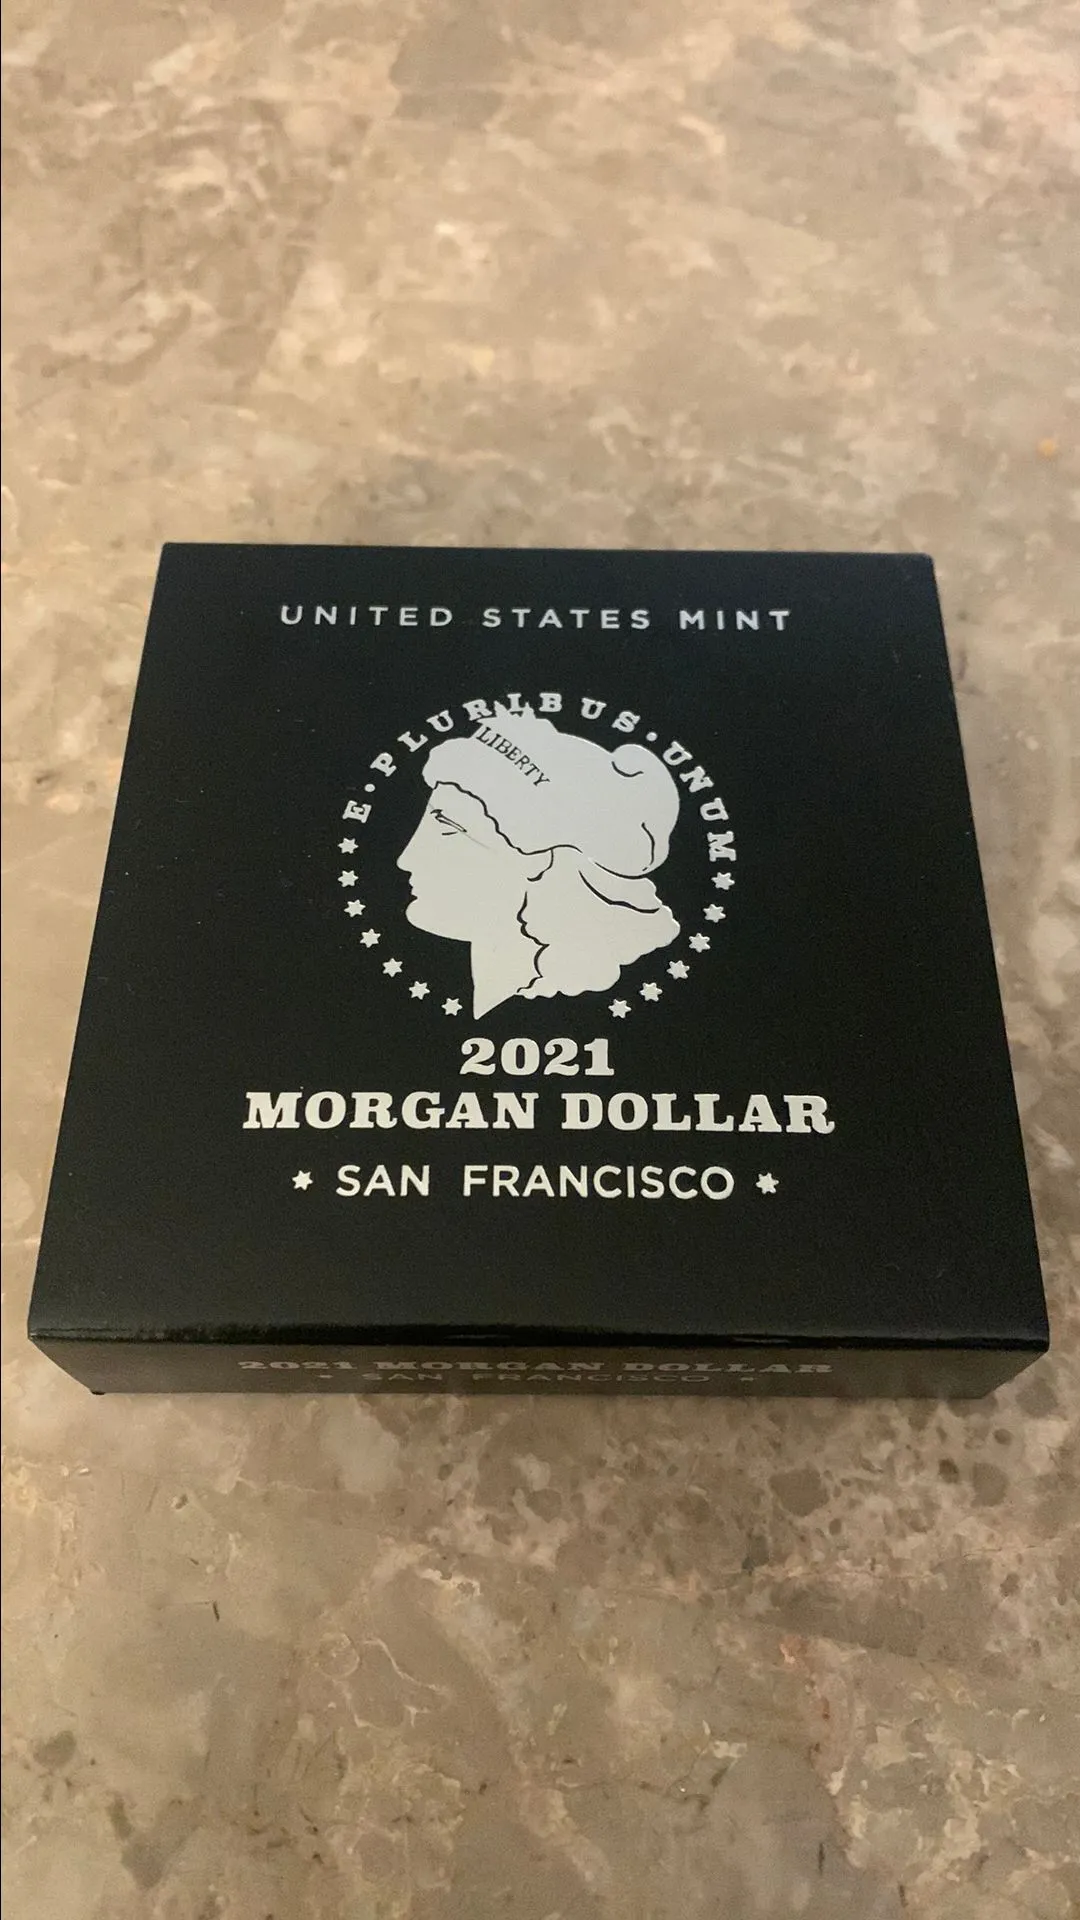 UNITED STATES MINT
E·PLURIBUS·UNUM
LIBERTY
2021
MORGAN DOLLAR
SAN FRANCISCO
2021 MORGAN DOLLAR
SAN FRANCISCO